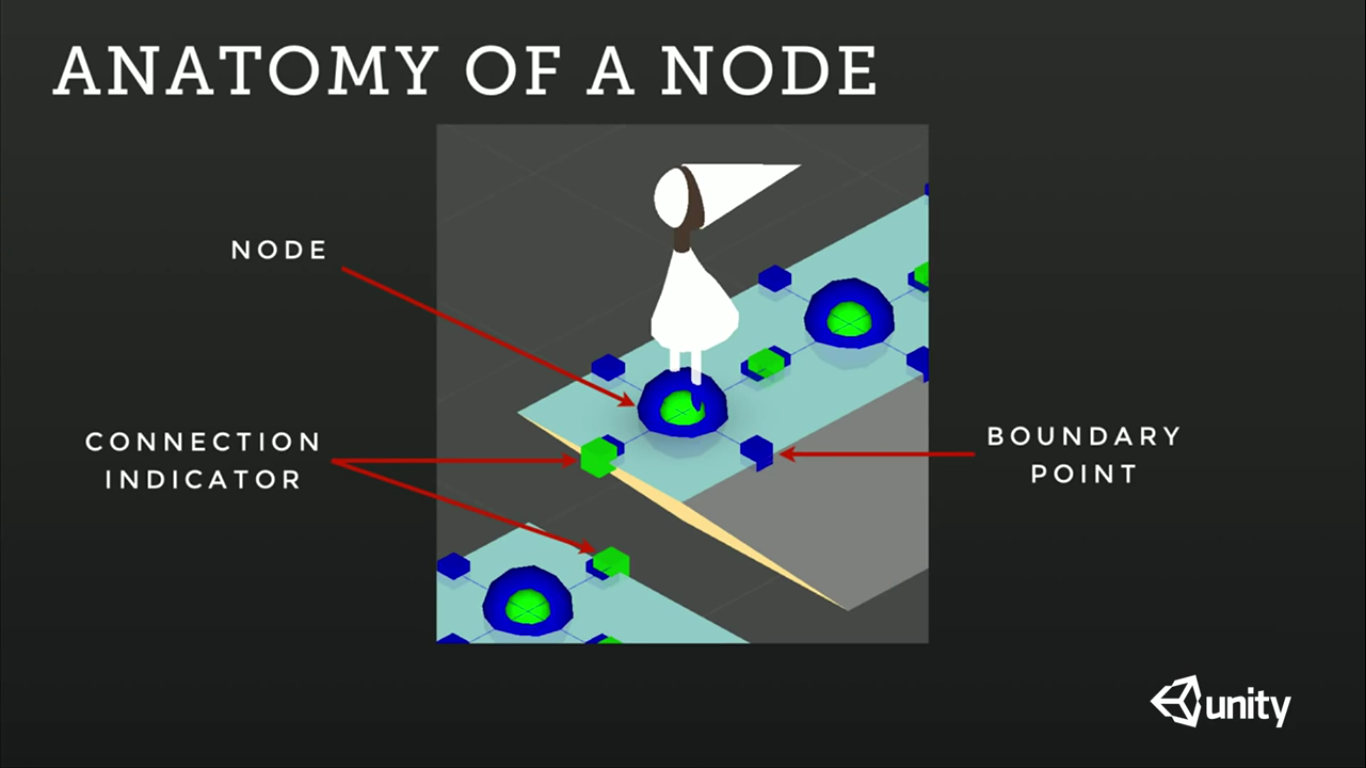 ANATOMY OF A NODE
NODE
CONNECTION
INDICATOR
BOUNDARY
POINT
unity